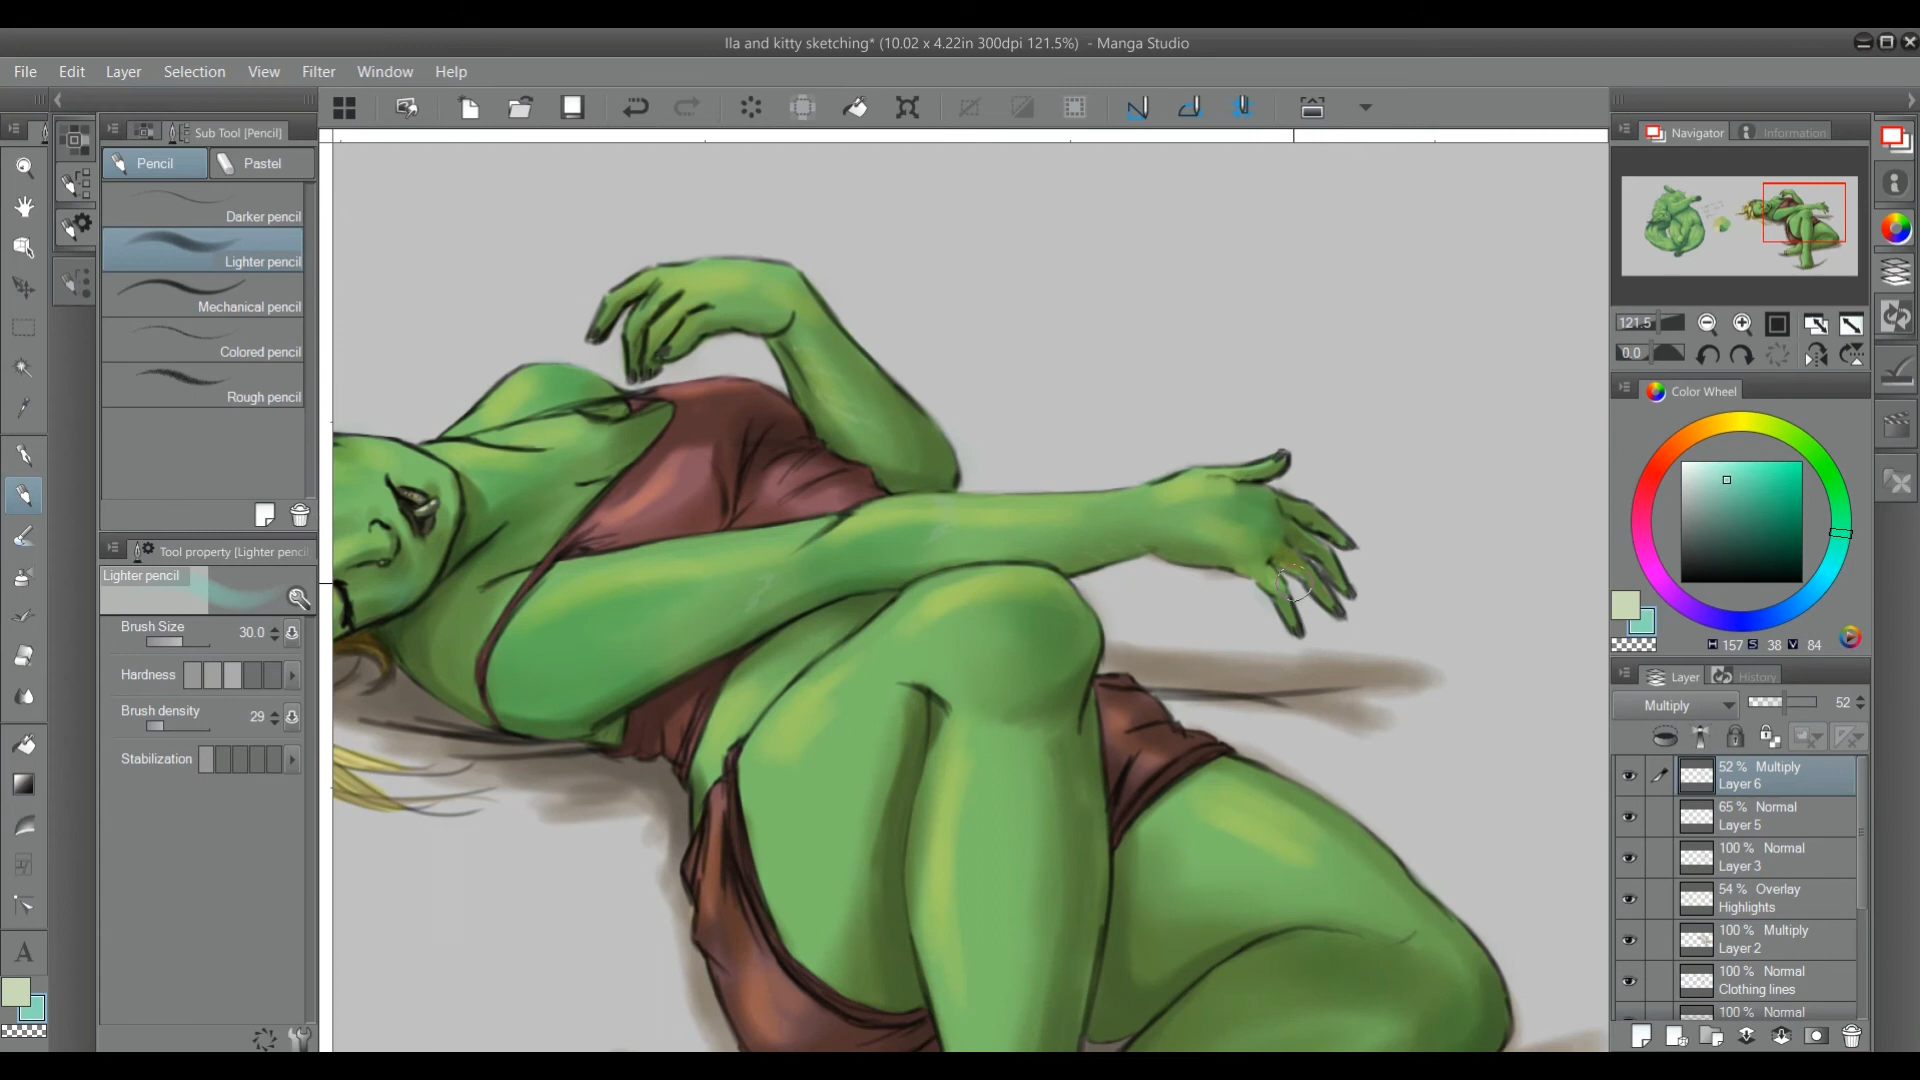 Ila and kitty sketching* (10.02 x 4.22in 300dpi 121.5%) - Manga Studio
File Edit Layer Selection View Filter Window Help
Sub Tool [Pencil]
Pencil Pastel
Darker pencil
Lighter pencil
Mechanical pencil
Colored pencil
Rough pencil
Tool property [Lighter pencil
Lighter pencil
Brush Size 30.0
Hardness
Brush density 29
Stabilization
A
Navigator Information
121.5
0.0
Color Wheel
H 157 S 38 V 84
Layer History
Multiply 52
52 % Multiply
Layer 6
65 % Normal
Layer 5
100 % Normal
Layer 3
54 % Overlay
Highlights
100 % Multiply
Layer 2
100 % Normal
Clothing lines
100 % Normal